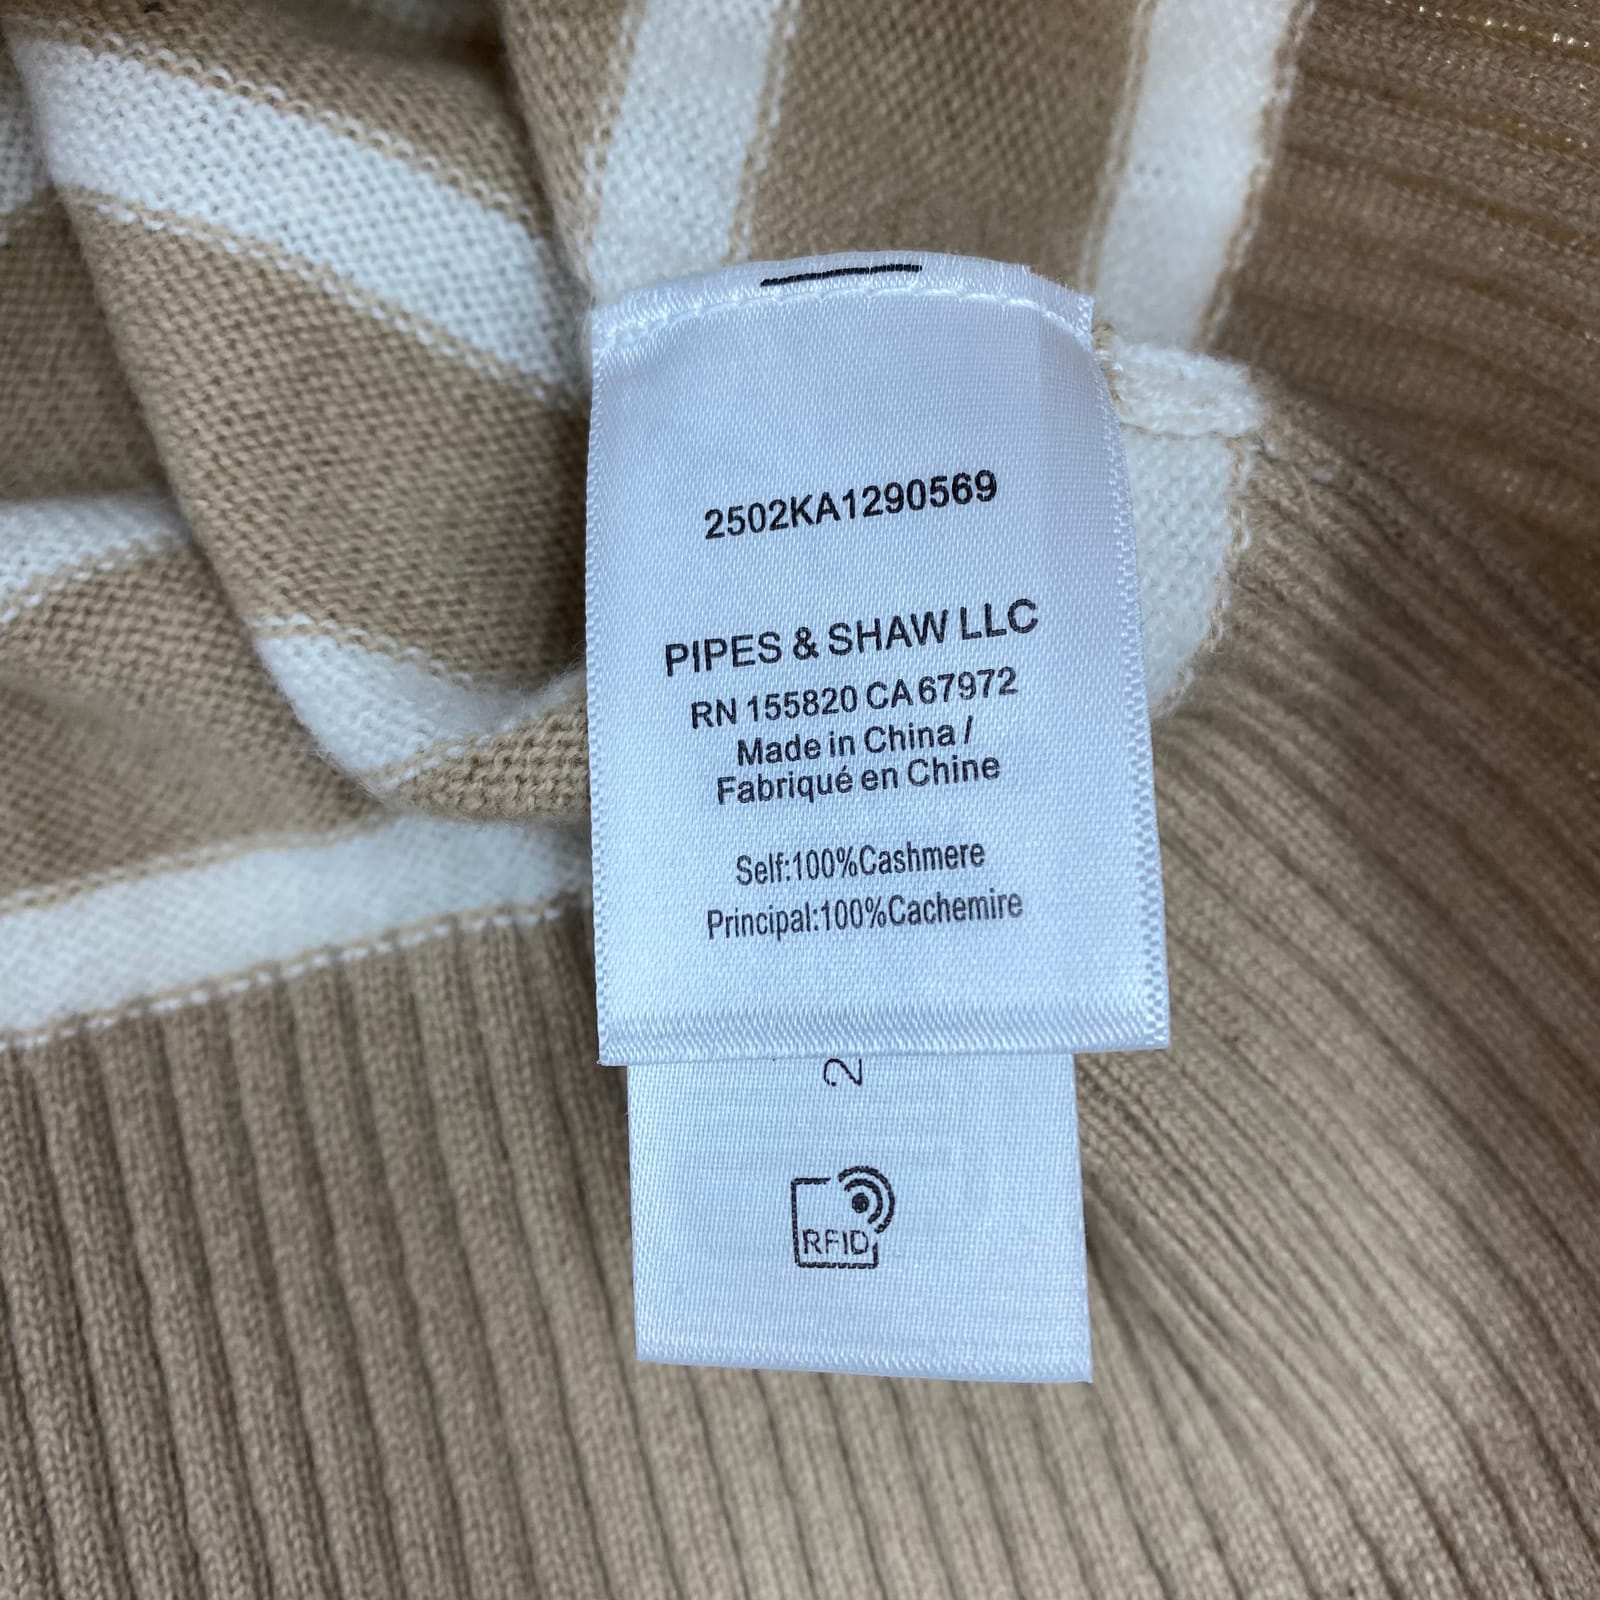 2502KA1290569
PIPES & SHAW LLC
RN 155820 CA 67972
Made in China /
Fabriqué en Chine
Self:100%Cashmere
Principal:100%Cachemire
2
RFID